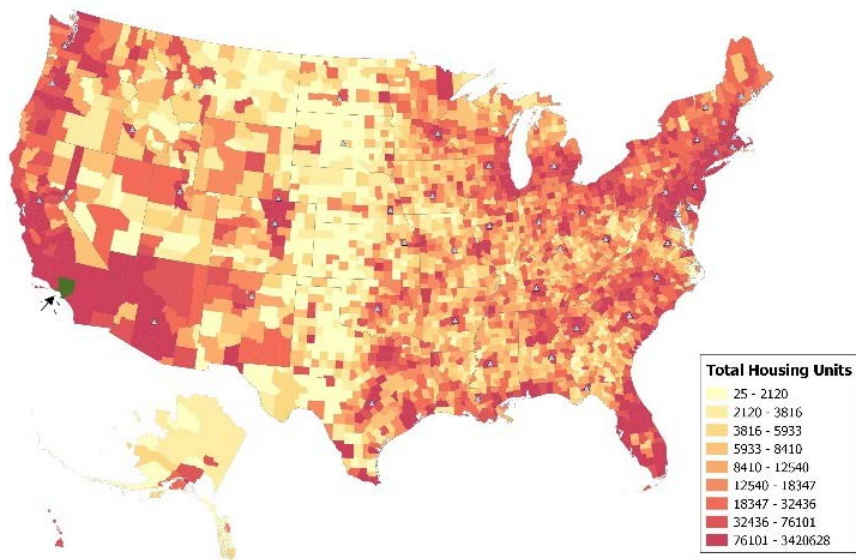 Total Housing Units
25 - 2120
2120 - 3816
3816 - 5933
5933 - 8410
8410 - 12540
12540 - 18347
18347 - 32436
32436 - 76101
76101 - 3420628